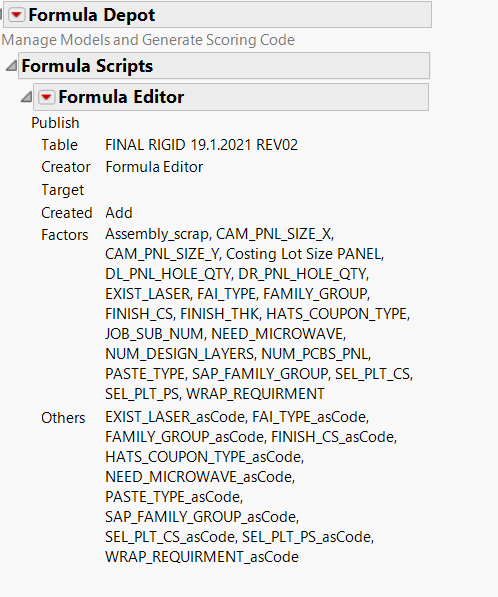 Formula Depot
Manage Models and Generate Scoring Code
Formula Scripts
Formula Editor
Publish
Table FINAL RIGID 19.1.2021 REV02
Creator Formula Editor
Target
Created Add
Factors Assembly_scrap, CAM_PNL_SIZE_X,
CAM_PNL_SIZE_Y, Costing Lot Size PANEL,
DL_PNL_HOLE_QTY, DR_PNL_HOLE_QTY,
EXIST_LASER, FAI_TYPE, FAMILY_GROUP,
FINISH_CS, FINISH_THK, HATS_COUPON_TYPE,
JOB_SUB_NUM, NEED_MICROWAVE,
NUM_DESIGN_LAYERS, NUM_PCBS_PNL,
PASTE_TYPE, SAP_FAMILY_GROUP, SEL_PLT_CS,
SEL_PLT_PS, WRAP_REQUIRMENT
Others EXIST_LASER_asCode, FAI_TYPE_asCode,
FAMILY_GROUP_asCode, FINISH_CS_asCode,
HATS_COUPON_TYPE_asCode,
NEED_MICROWAVE_asCode,
PASTE_TYPE_asCode,
SAP_FAMILY_GROUP_asCode,
SEL_PLT_CS_asCode, SEL_PLT_PS_asCode,
WRAP_REQUIRMENT_asCode